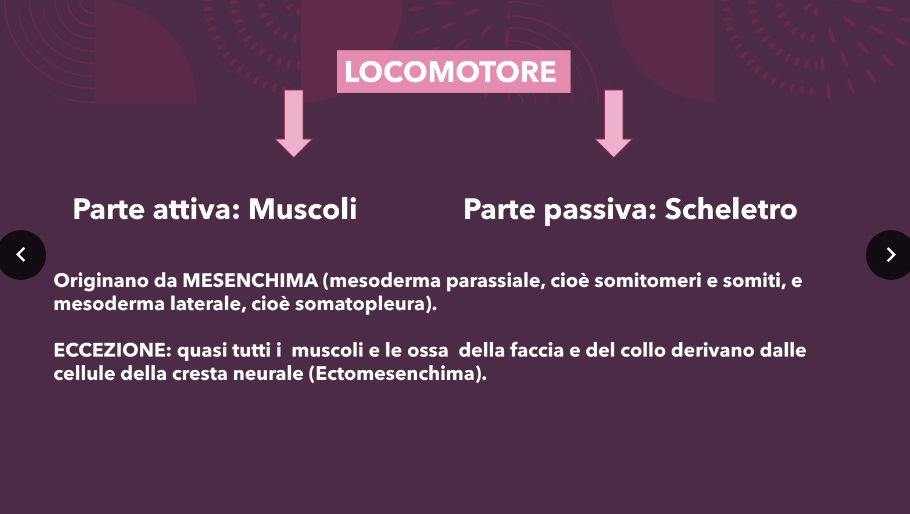 LOCOMOTORE
Parte attiva: Muscoli
Parte passiva: Scheletro
Originano da MESENCHIMA (mesoderma parassiale, cioè somitomeri e somiti, e
mesoderma laterale, cioè somatopleura).
ECCEZIONE: quasi tutti i muscoli e le ossa della faccia e del collo derivano dalle
cellule della cresta neurale (Ectomesenchima).